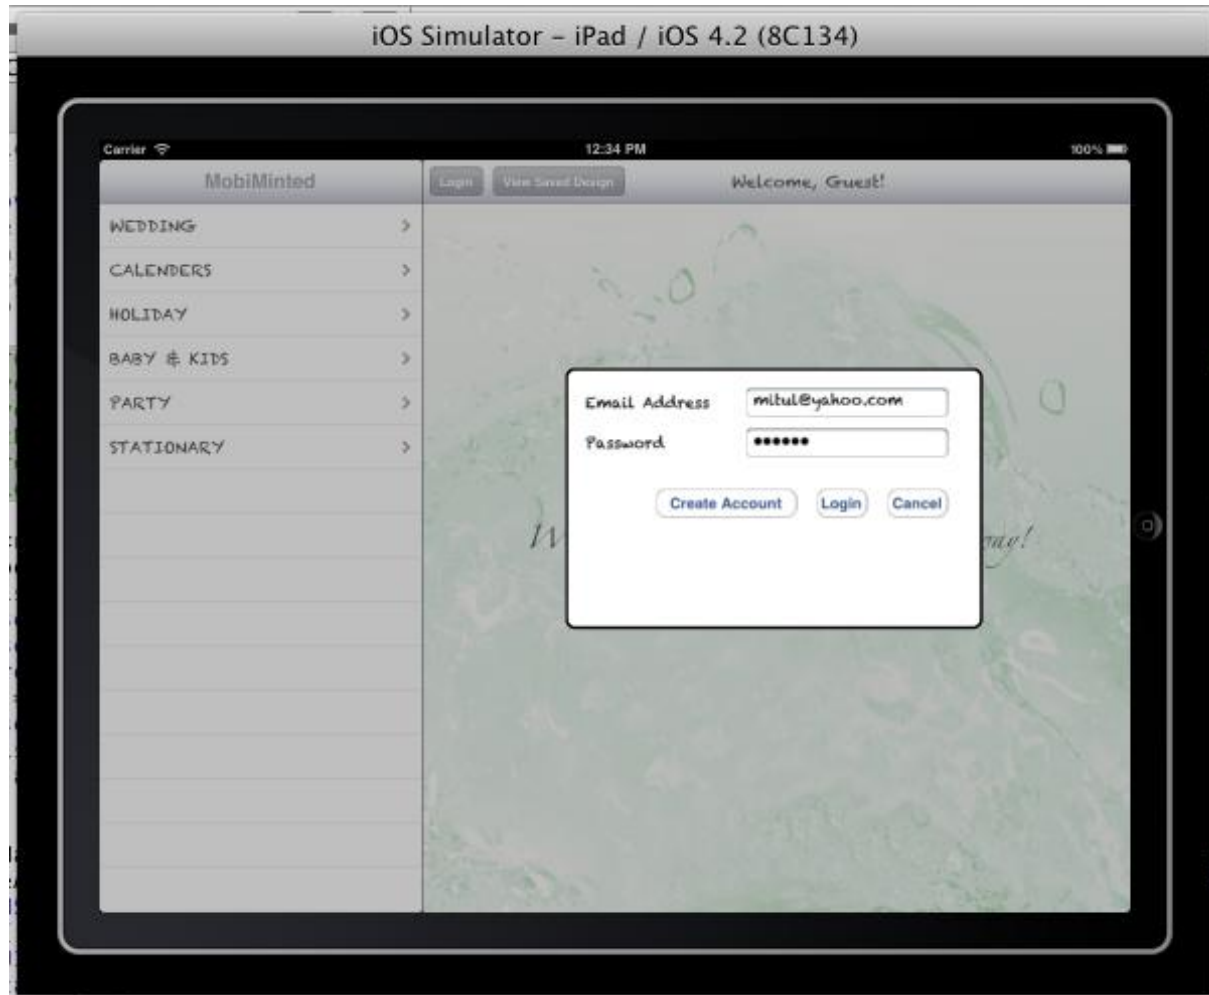 iOS Simulator - iPad / iOS 4.2 (8C134)
Carrier 12:34 PM 100%
MobiMinted
Login View Saved Design Welcome, Guest!
WEDDING
CALENDERS
HOLIDAY
BABY & KIDS
PARTY
STATIONARY
Email Address mitul@yahoo.com
Password ••••••
Create Account Login Cancel
W